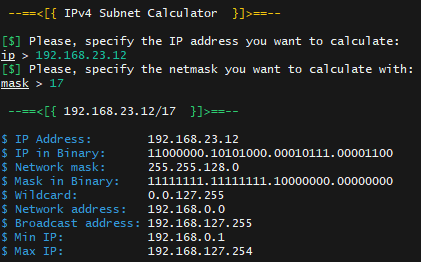 --==<[{ IPv4 Subnet Calculator }]>==--
[$] Please, specify the IP address you want to calculate:
ip > 192.168.23.12
[$] Please, specify the netmask you want to calculate with:
mask > 17
--==<[{ 192.168.23.12/17 }]>==--
$ IP Address: 192.168.23.12
$ IP in Binary: 11000000.10101000.00010111.00001100
$ Network mask: 255.255.128.0
$ Mask in Binary: 11111111.11111111.10000000.00000000
$ Wildcard: 0.0.127.255
$ Network address: 192.168.0.0
$ Broadcast address: 192.168.127.255
$ Min IP: 192.168.0.1
$ Max IP: 192.168.127.254